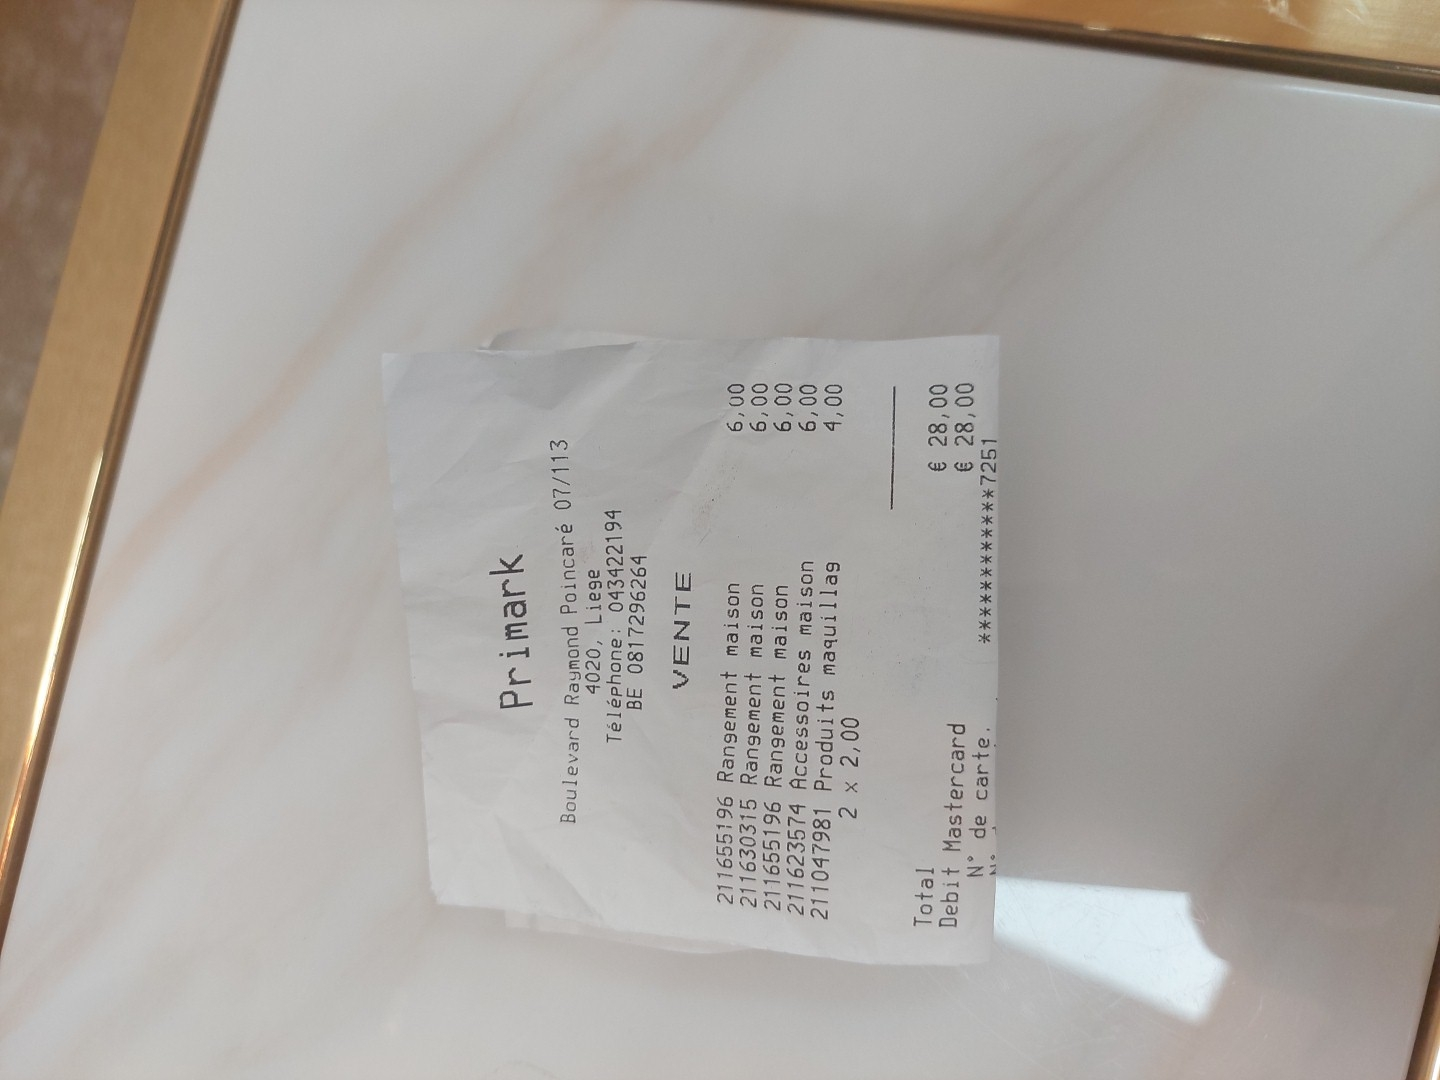 Primark
Boulevard Raymond Poincaré 07/113
4020, Liege
Téléphone: 043422194
BE 0817296264
VENTE
211655196 Rangement maison 6,00
211630315 Rangement maison 6,00
211655196 Rangement maison 6,00
211623574 Accessoires maison 6,00
211047981 Produits maquillag 4,00
2 x 2,00
Total € 28,00
Debit Mastercard € 28,00
N° de carte. ************7251